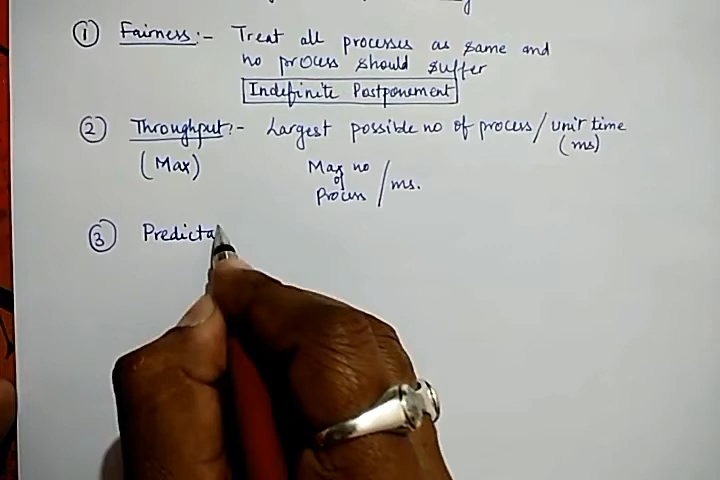 ① Fairness:- Treat all processes as same and
no process should suffer
Indefinite Postponement
② Throughput:- Largest possible no of process/unit time
(ms)
(Max)
Max no
of
Process /ms.
③ Predicta